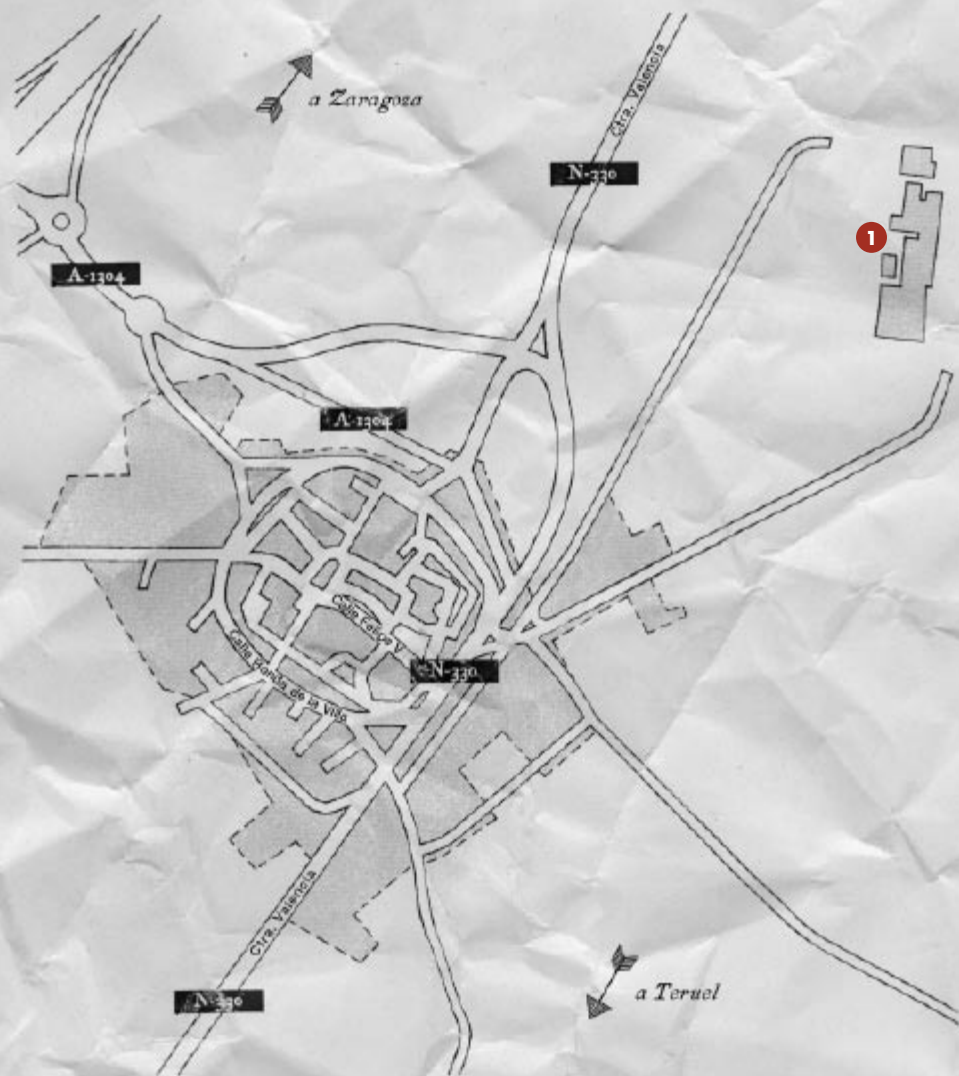 a Zaragoza
Ctra. Valencia
N-330
1
A-1304
A-1304
Calle Felipe V
N-330
Calle Ronda de la Villa
Ctra. Valencia
N-330
a Teruel